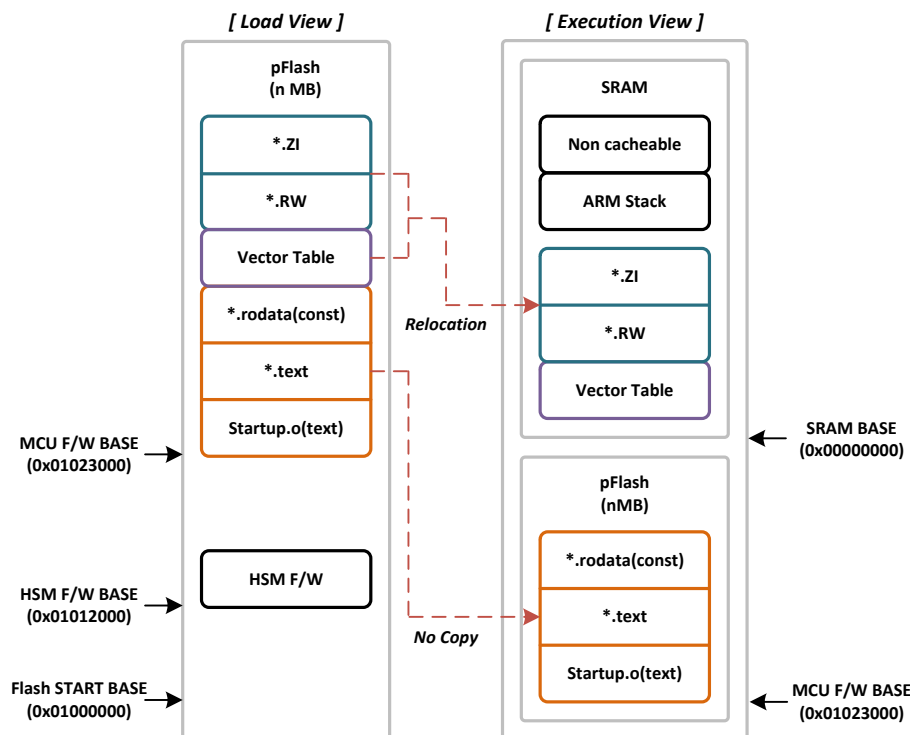 [ Load View ]
pFlash
(n MB)
*.ZI
*.RW
Vector Table
*.rodata(const)
*.text
Startup.o(text)
HSM F/W
MCU F/W BASE
(0x01023000)
HSM F/W BASE
(0x01012000)
Flash START BASE
(0x01000000)
Relocation
No Copy
[ Execution View ]
SRAM
Non cacheable
ARM Stack
*.ZI
*.RW
Vector Table
pFlash
(nMB)
*.rodata(const)
*.text
Startup.o(text)
SRAM BASE
(0x00000000)
MCU F/W BASE
(0x01023000)